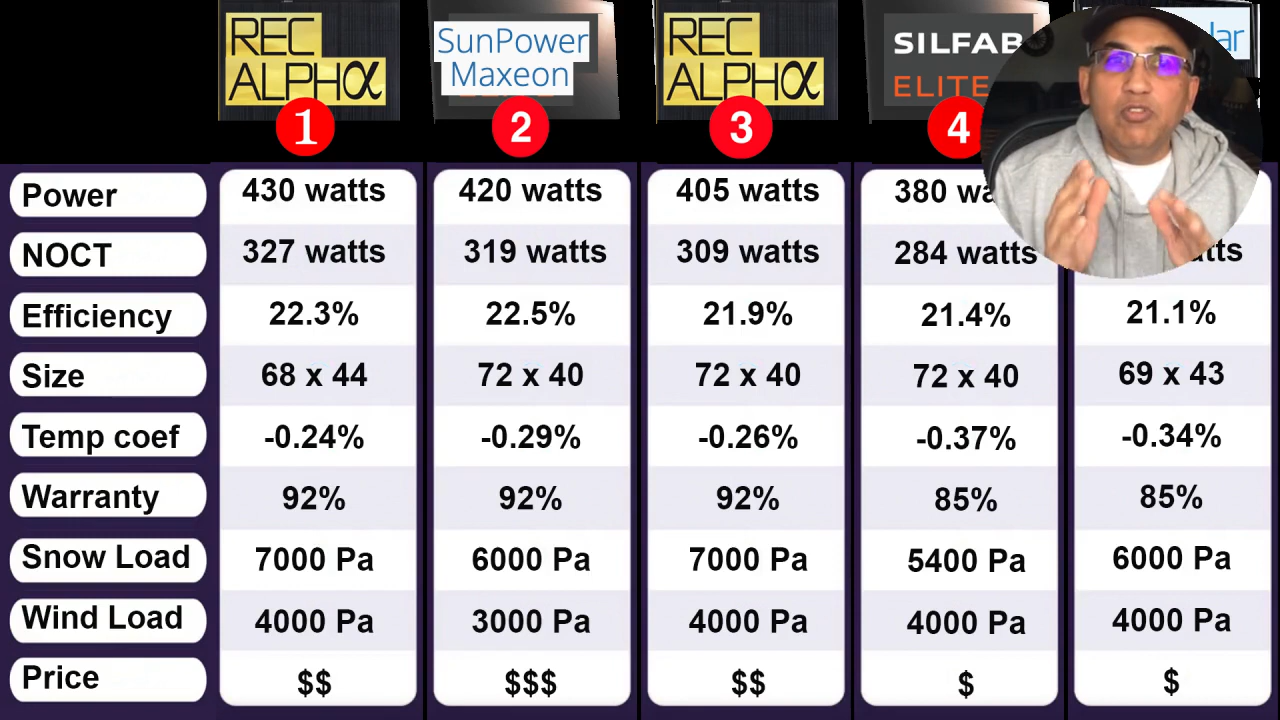 REC
ALPHα
SunPower
Maxeon
REC
ALPHα
SILFAB
ELITE
1
2
3
4
Power
430 watts
420 watts
405 watts
380
NOCT
327 watts
319 watts
309 watts
284 watts
Efficiency
22.3%
22.5%
21.9%
21.4%
21.1%
Size
68 x 44
72 x 40
72 x 40
72 x 40
69 x 43
Temp coef
-0.24%
-0.29%
-0.26%
-0.37%
-0.34%
Warranty
92%
92%
92%
85%
85%
Snow Load
7000 Pa
6000 Pa
7000 Pa
5400 Pa
6000 Pa
Wind Load
4000 Pa
3000 Pa
4000 Pa
4000 Pa
4000 Pa
Price
$$
$$$
$$
$
$